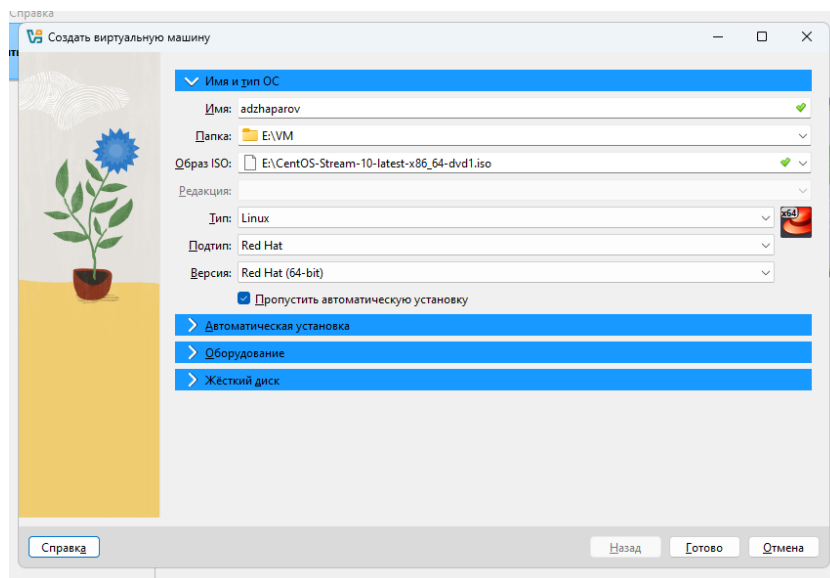 Справка
Создать виртуальную машину
Имя и тип ОС
Имя: adzhaparov
Папка: E:\VM
Образ ISO: E:\CentOS-Stream-10-latest-x86_64-dvd1.iso
Редакция:
Тип: Linux
x64
Подтип: Red Hat
Версия: Red Hat (64-bit)
Пропустить автоматическую установку
Автоматическая установка
Оборудование
Жёсткий диск
Справка Назад Готово Отмена